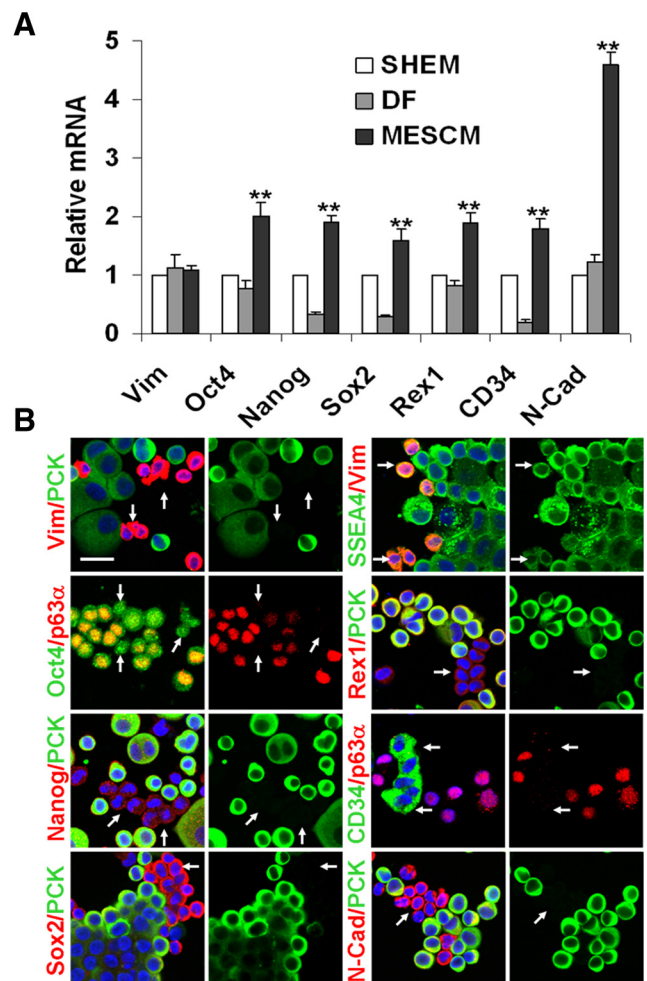 A
5
4
3
2
1
0
Relative mRNA
SHEM
DF
MESCM
**
**
**
**
**
**
Vim
Oct4
Nanog
Sox2
Rex1
CD34
N-Cad
B
Vim/PCK
SSEA4/Vim
Oct4/p63α
Rex1/PCK
Nanog/PCK
CD34/p63α
Sox2/PCK
N-Cad/PCK